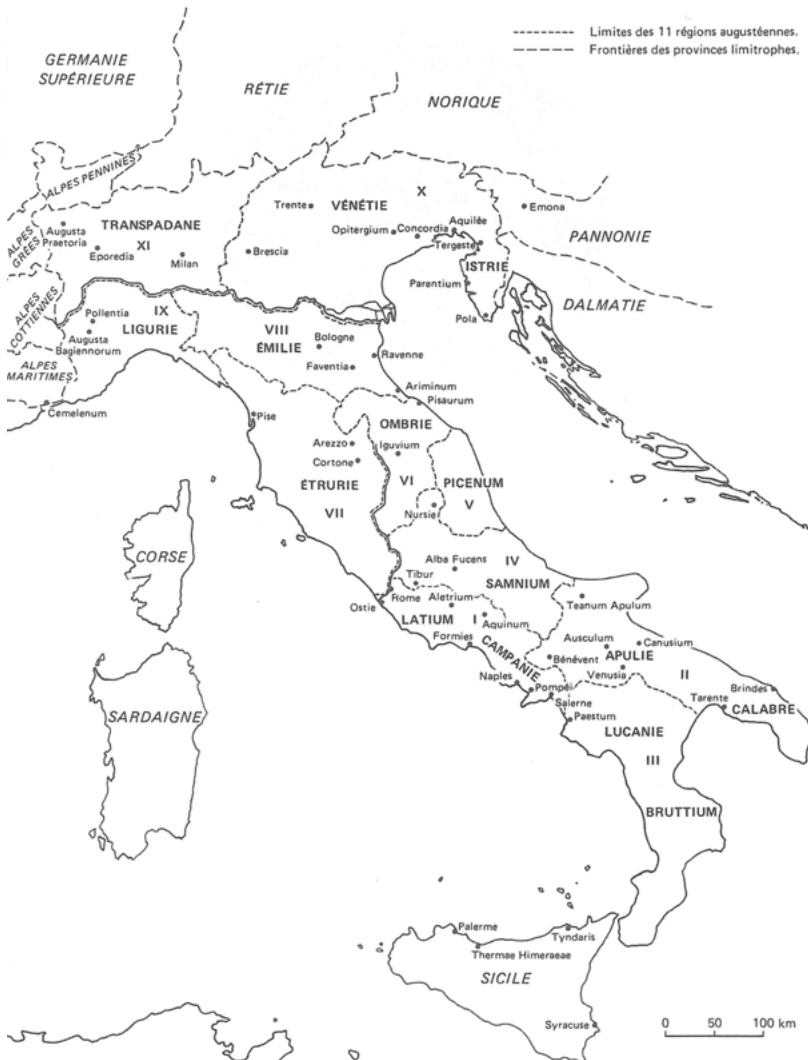 Limites des 11 régions augustéennes.
Frontières des provinces limitrophes.
GERMANIE
SUPÉRIEURE
RÉTIE
NORIQUE
ALPES PENNINES
ALPES
GRÉES
ALPES
COTTIENNES
ALPES
MARITIMES
TRANSPADANE
XI
Augusta
Praetoria
Eporedia
Milan
Trente
VÉNÉTIE
X
Brescia
Opitergium
Concordia
Aquilée
Tergeste
Emona
PANNONIE
ISTRIE
Parentium
Pola
DALMATIE
IX
LIGURIE
Pollentia
Augusta
Bagiennorum
Cemelenum
VIII
ÉMILIE
Bologne
Faventia
Ravenne
Ariminum
Pisaurum
Pise
Arezzo
Cortone
ÉTRURIE
VII
OMBRIE
Iguvium
VI
Nursie
PICENUM
V
CORSE
IV
SAMNIUM
Alba Fucens
Tibur
Rome
Ostie
Aletrium
LATIUM
I
Aquinum
Formies
CAMPANIE
Teanum Apulum
Ausculum
Canusium
Bénévent
APULIE
Venusia
II
Naples
Pompéi
Salerne
Paestum
Tarente
Brindes
CALABRE
SARDAIGNE
LUCANIE
III
BRUTTIUM
Palerme
Tyndaris
Thermae Himeraeae
SICILE
Syracuse
0 50 100 km